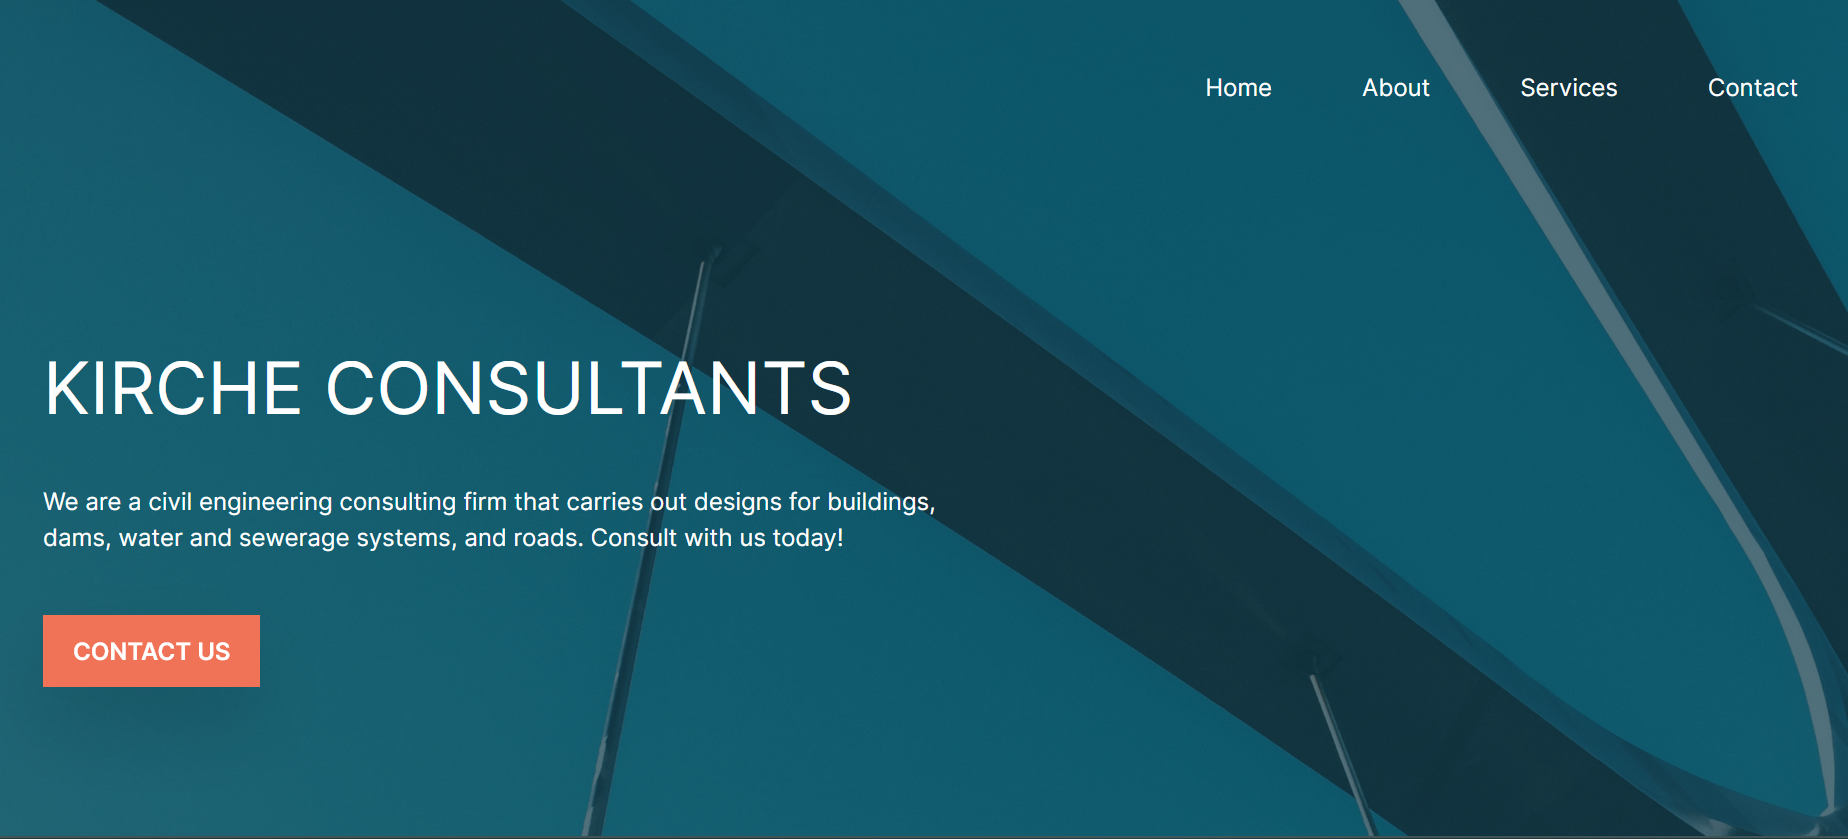 Home About Services Contact
KIRCHE CONSULTANTS
We are a civil engineering consulting firm that carries out designs for buildings,
dams, water and sewerage systems, and roads. Consult with us today!
CONTACT US